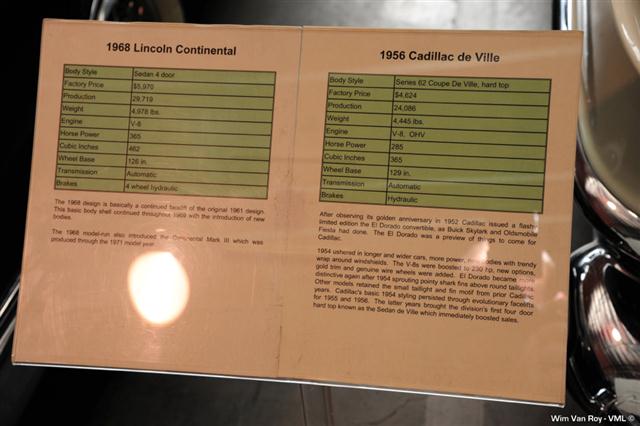 1968 Lincoln Continental
Body Style Sedan 4 door
Factory Price $5,970
Production 29,719
Weight 4,978 lbs.
Engine V-8
Horse Power 365
Cubic Inches 462
Wheel Base 126 in.
Transmission Automatic
Brakes 4 wheel hydraulic
The 1968 design is basically a continued facelift of the original 1961 design.
This basic body shell continued throughout 1969 with the introduction of new
bodies.
The 1968 model-run also introduced the Continental Mark III which was
produced through the 1971 model year.
1956 Cadillac de Ville
Body Style Series 62 Coupe De Ville, hard top
Factory Price $4,624
Production 24,086
Weight 4,445 lbs.
Engine V-8, OHV
Horse Power 285
Cubic Inches 365
Wheel Base 129 in.
Transmission Automatic
Brakes Hydraulic
After observing its golden anniversary in 1952 Cadillac issued a flashy
limited edition the El Dorado convertible, as Buick Skylark and Oldsmobile
Fiesta had done. The El Dorado was a preview of things to come for
Cadillac.
1954 ushered in longer and wider cars, more power, new bodies with trendy
wrap around windshields. The V-8s were boosted to 230 hp, new options,
gold trim and genuine wire wheels were added. El Dorado became more
distinctive again after 1954 sprouting pointy shark fins above round taillights.
Other models retained the small taillight and fin motif from prior Cadillac
years. Cadillac's basic 1954 styling persisted through evolutionary facelifts
for 1955 and 1956. The latter years brought the division's first four door
hard top known as the Sedan de Ville which immediately boosted sales.
Wim Van Roy - VML ©